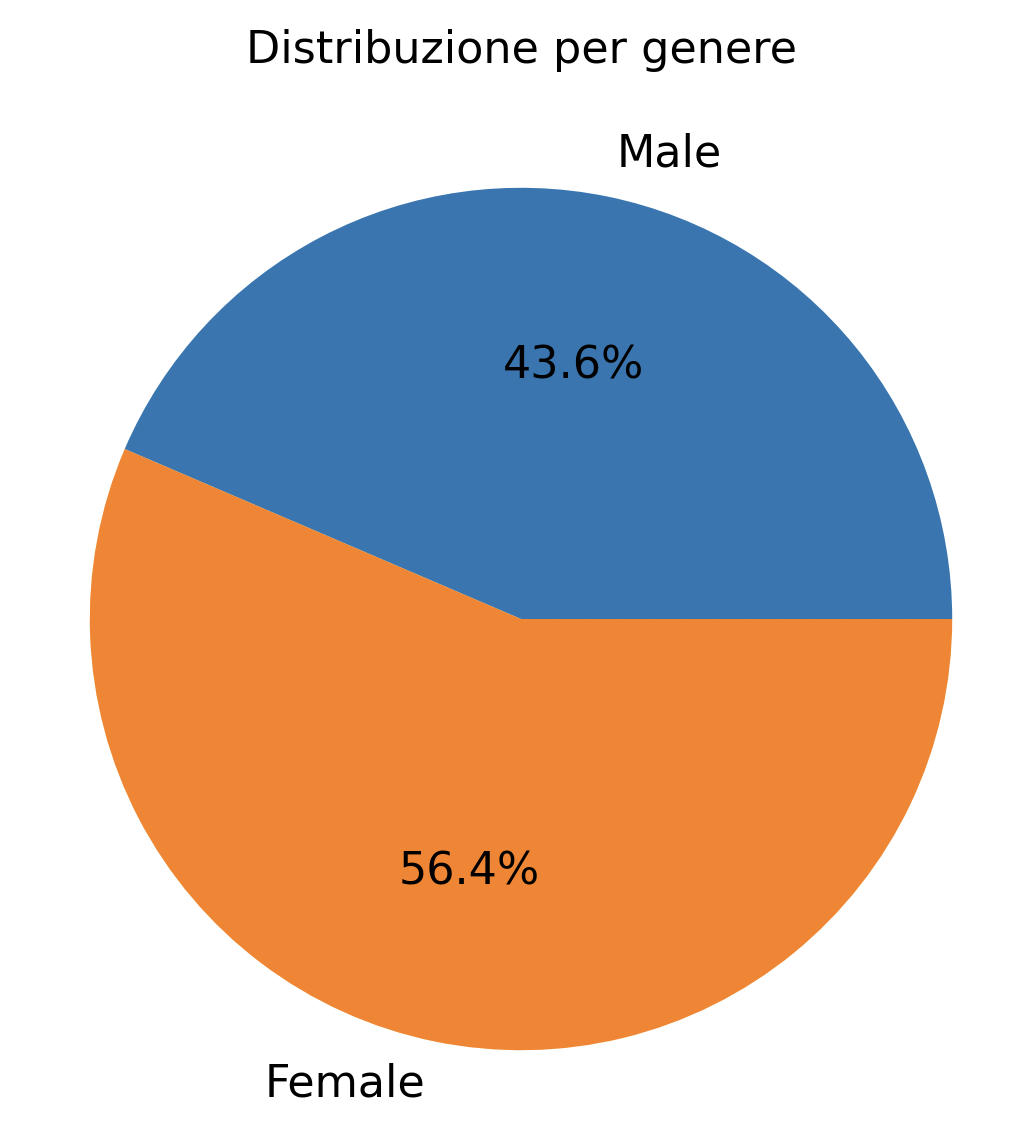 Distribuzione per genere
Male
43.6%
56.4%
Female